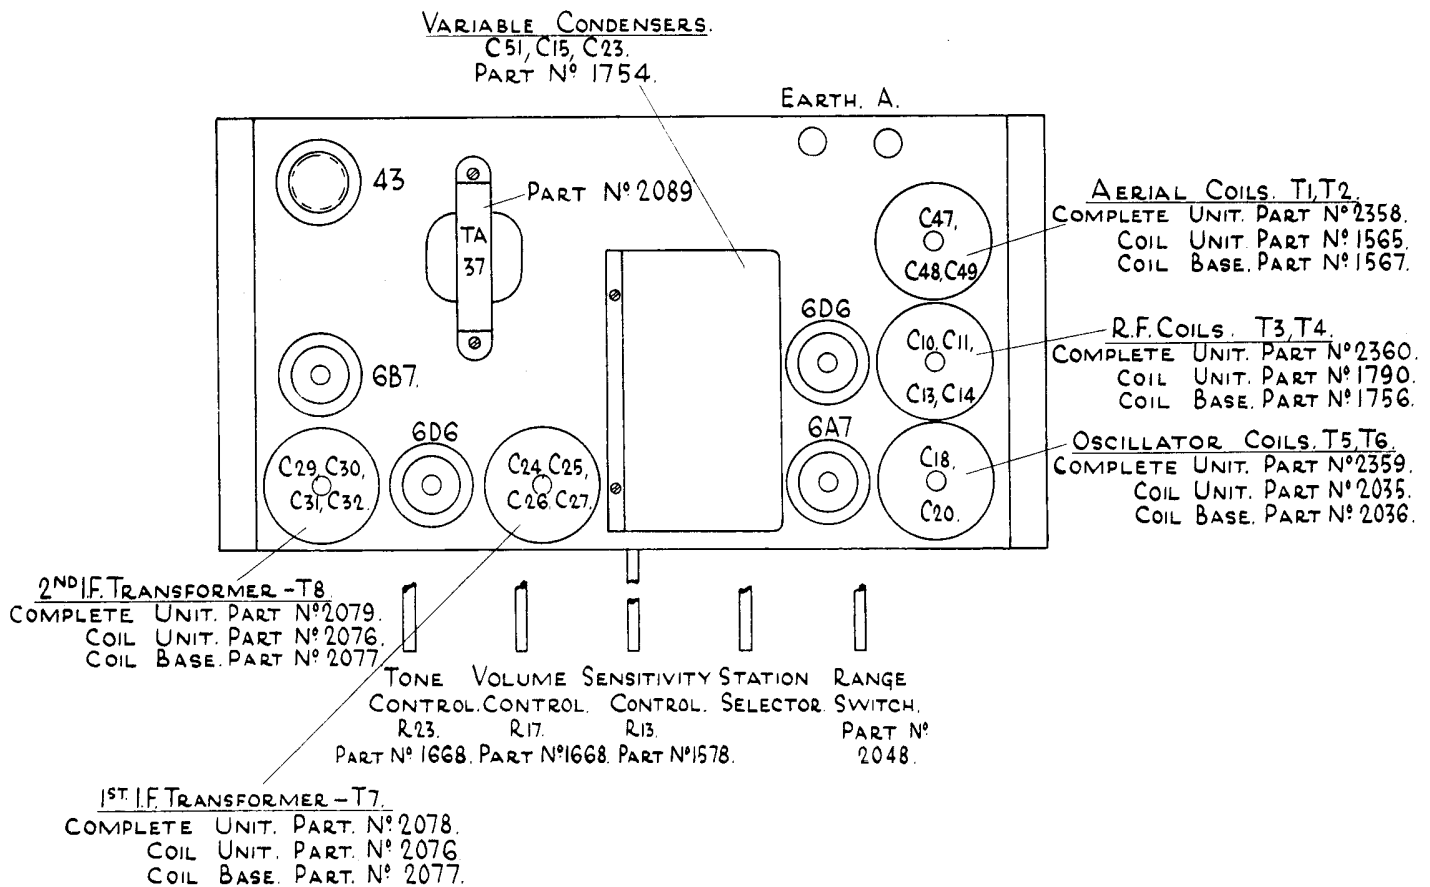 VARIABLE CONDENSERS.
C51, C15, C23.
PART Nº 1754.
EARTH. A.
43
PART Nº 2089
TA
37
C47,
C48, C49
AERIAL COILS. T1, T2.
COMPLETE UNIT. PART Nº 2358.
COIL UNIT. PART Nº 1565.
COIL BASE. PART Nº 1567.
6D6
C10, C11,
C13, C14
R.F. COILS. T3, T4.
COMPLETE UNIT. PART Nº 2360.
COIL UNIT. PART Nº 1790.
COIL BASE. PART Nº 1756.
6B7.
6D6
6A7
C29, C30,
C31, C32.
C24, C25,
C26. C27.
C18.
C20.
OSCILLATOR COILS. T5, T6.
COMPLETE UNIT. PART Nº 2359.
COIL UNIT. PART Nº 2035.
COIL BASE. PART Nº 2036.
2ND I.F. TRANSFORMER - T8.
COMPLETE UNIT. PART Nº 2079.
COIL UNIT. PART Nº 2076.
COIL BASE. PART Nº 2077.
TONE
CONTROL.
R23.
PART Nº 1668.
VOLUME
CONTROL.
R17.
PART Nº 1668.
SENSITIVITY
CONTROL.
R13.
PART Nº 1578.
STATION
SELECTOR.
RANGE
SWITCH.
PART Nº
2048.
1ST. I.F. TRANSFORMER - T7.
COMPLETE UNIT. PART. Nº 2078.
COIL UNIT. PART. Nº 2076
COIL BASE. PART. Nº 2077.